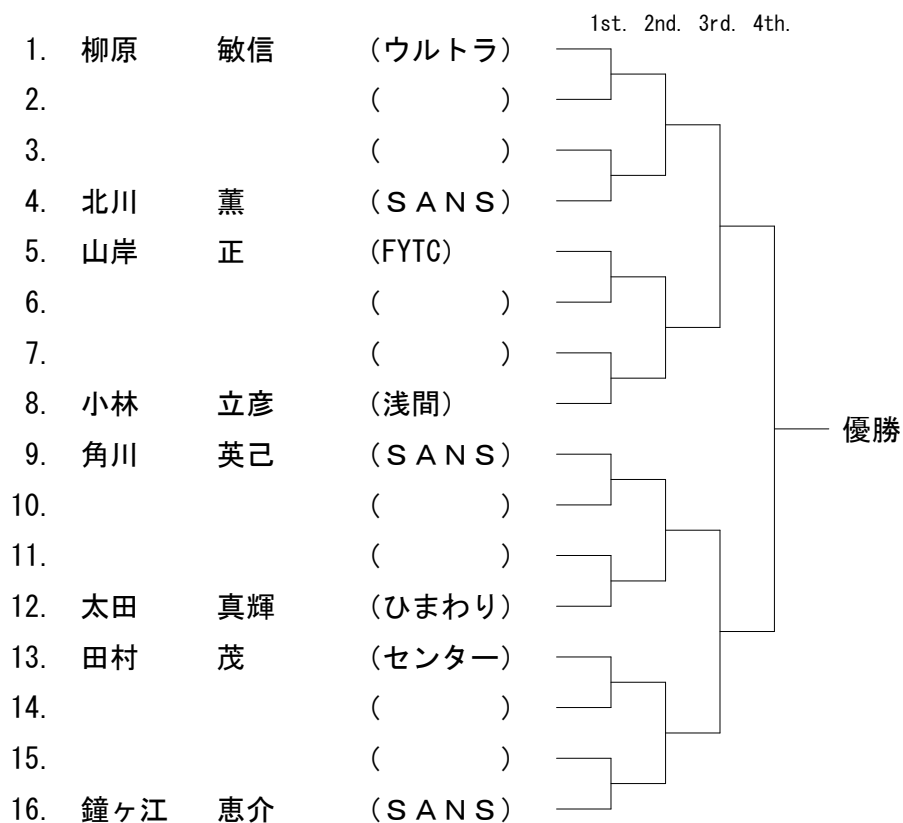 1st. 2nd. 3rd. 4th.
1. 柳原 敏信 (ウルトラ)
2. ( )
3. ( )
4. 北川 薫 (ＳＡＮＳ)
5. 山岸 正 (FYTC)
6. ( )
7. ( )
8. 小林 立彦 (浅間)
優勝
9. 角川 英己 (ＳＡＮＳ)
10. ( )
11. ( )
12. 太田 真輝 (ひまわり)
13. 田村 茂 (センター)
14. ( )
15. ( )
16. 鐘ヶ江 恵介 (ＳＡＮＳ)